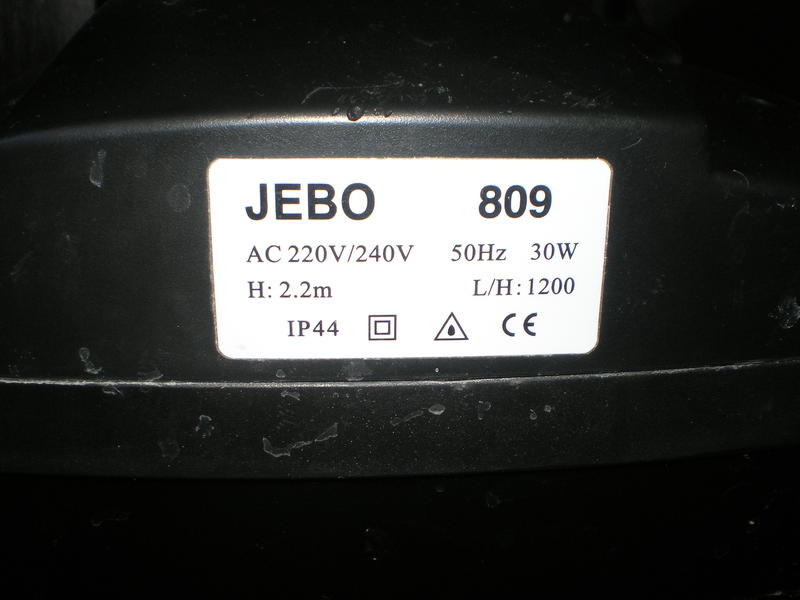 JEBO 809
AC 220V/240V 50Hz 30W
H: 2.2m L/H: 1200
IP44 CE